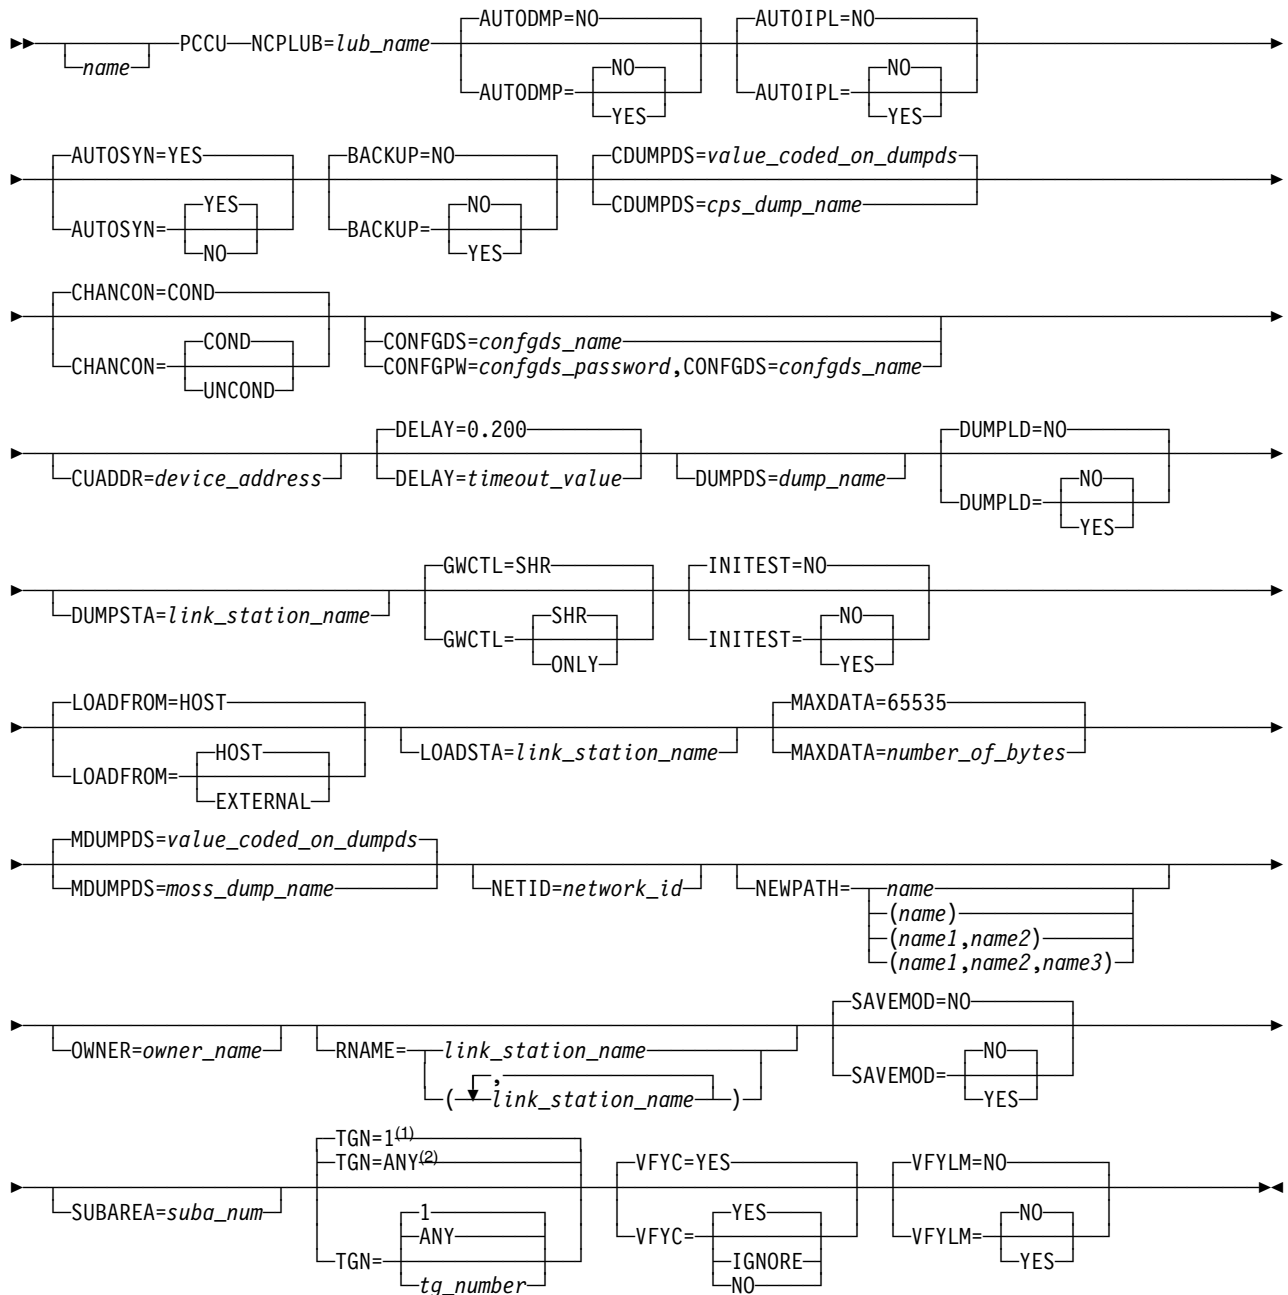 AUTODMP=NO AUTOIPL=NO
PCCU NCPLUB=lub_name
name NO NO
AUTODMP= AUTOIPL=
YES YES
AUTOSYN=YES BACKUP=NO CDUMPDS=value_coded_on_dumpds
YES NO CDUMPDS=cps_dump_name
AUTOSYN= BACKUP=
NO YES
CHANCON=COND
COND CONFGDS=confgds_name
CHANCON= CONFGPW=confgds_password,CONFGDS=confgds_name
UNCOND
DELAY=0.200 DUMPLD=NO
CUADDR=device_address DELAY=timeout_value DUMPDS=dump_name NO
DUMPLD=
YES
GWCTL=SHR INITEST=NO
DUMPSTA=link_station_name SHR NO
GWCTL= INITEST=
ONLY YES
LOADFROM=HOST MAXDATA=65535
HOST LOADSTA=link_station_name MAXDATA=number_of_bytes
LOADFROM=
EXTERNAL
MDUMPDS=value_coded_on_dumpds
MDUMPDS=moss_dump_name NETID=network_id NEWPATH= name
(name)
(name1,name2)
(name1,name2,name3)
SAVEMOD=NO
OWNER=owner_name RNAME= link_station_name NO
, SAVEMOD=
( link_station_name ) YES
TGN=1(1)
TGN=ANY(2) VFYC=YES VFYLM=NO
SUBAREA=suba_num 1 YES NO
ANY VFYC= VFYLM=
TGN= IGNORE YES
tg_number NO